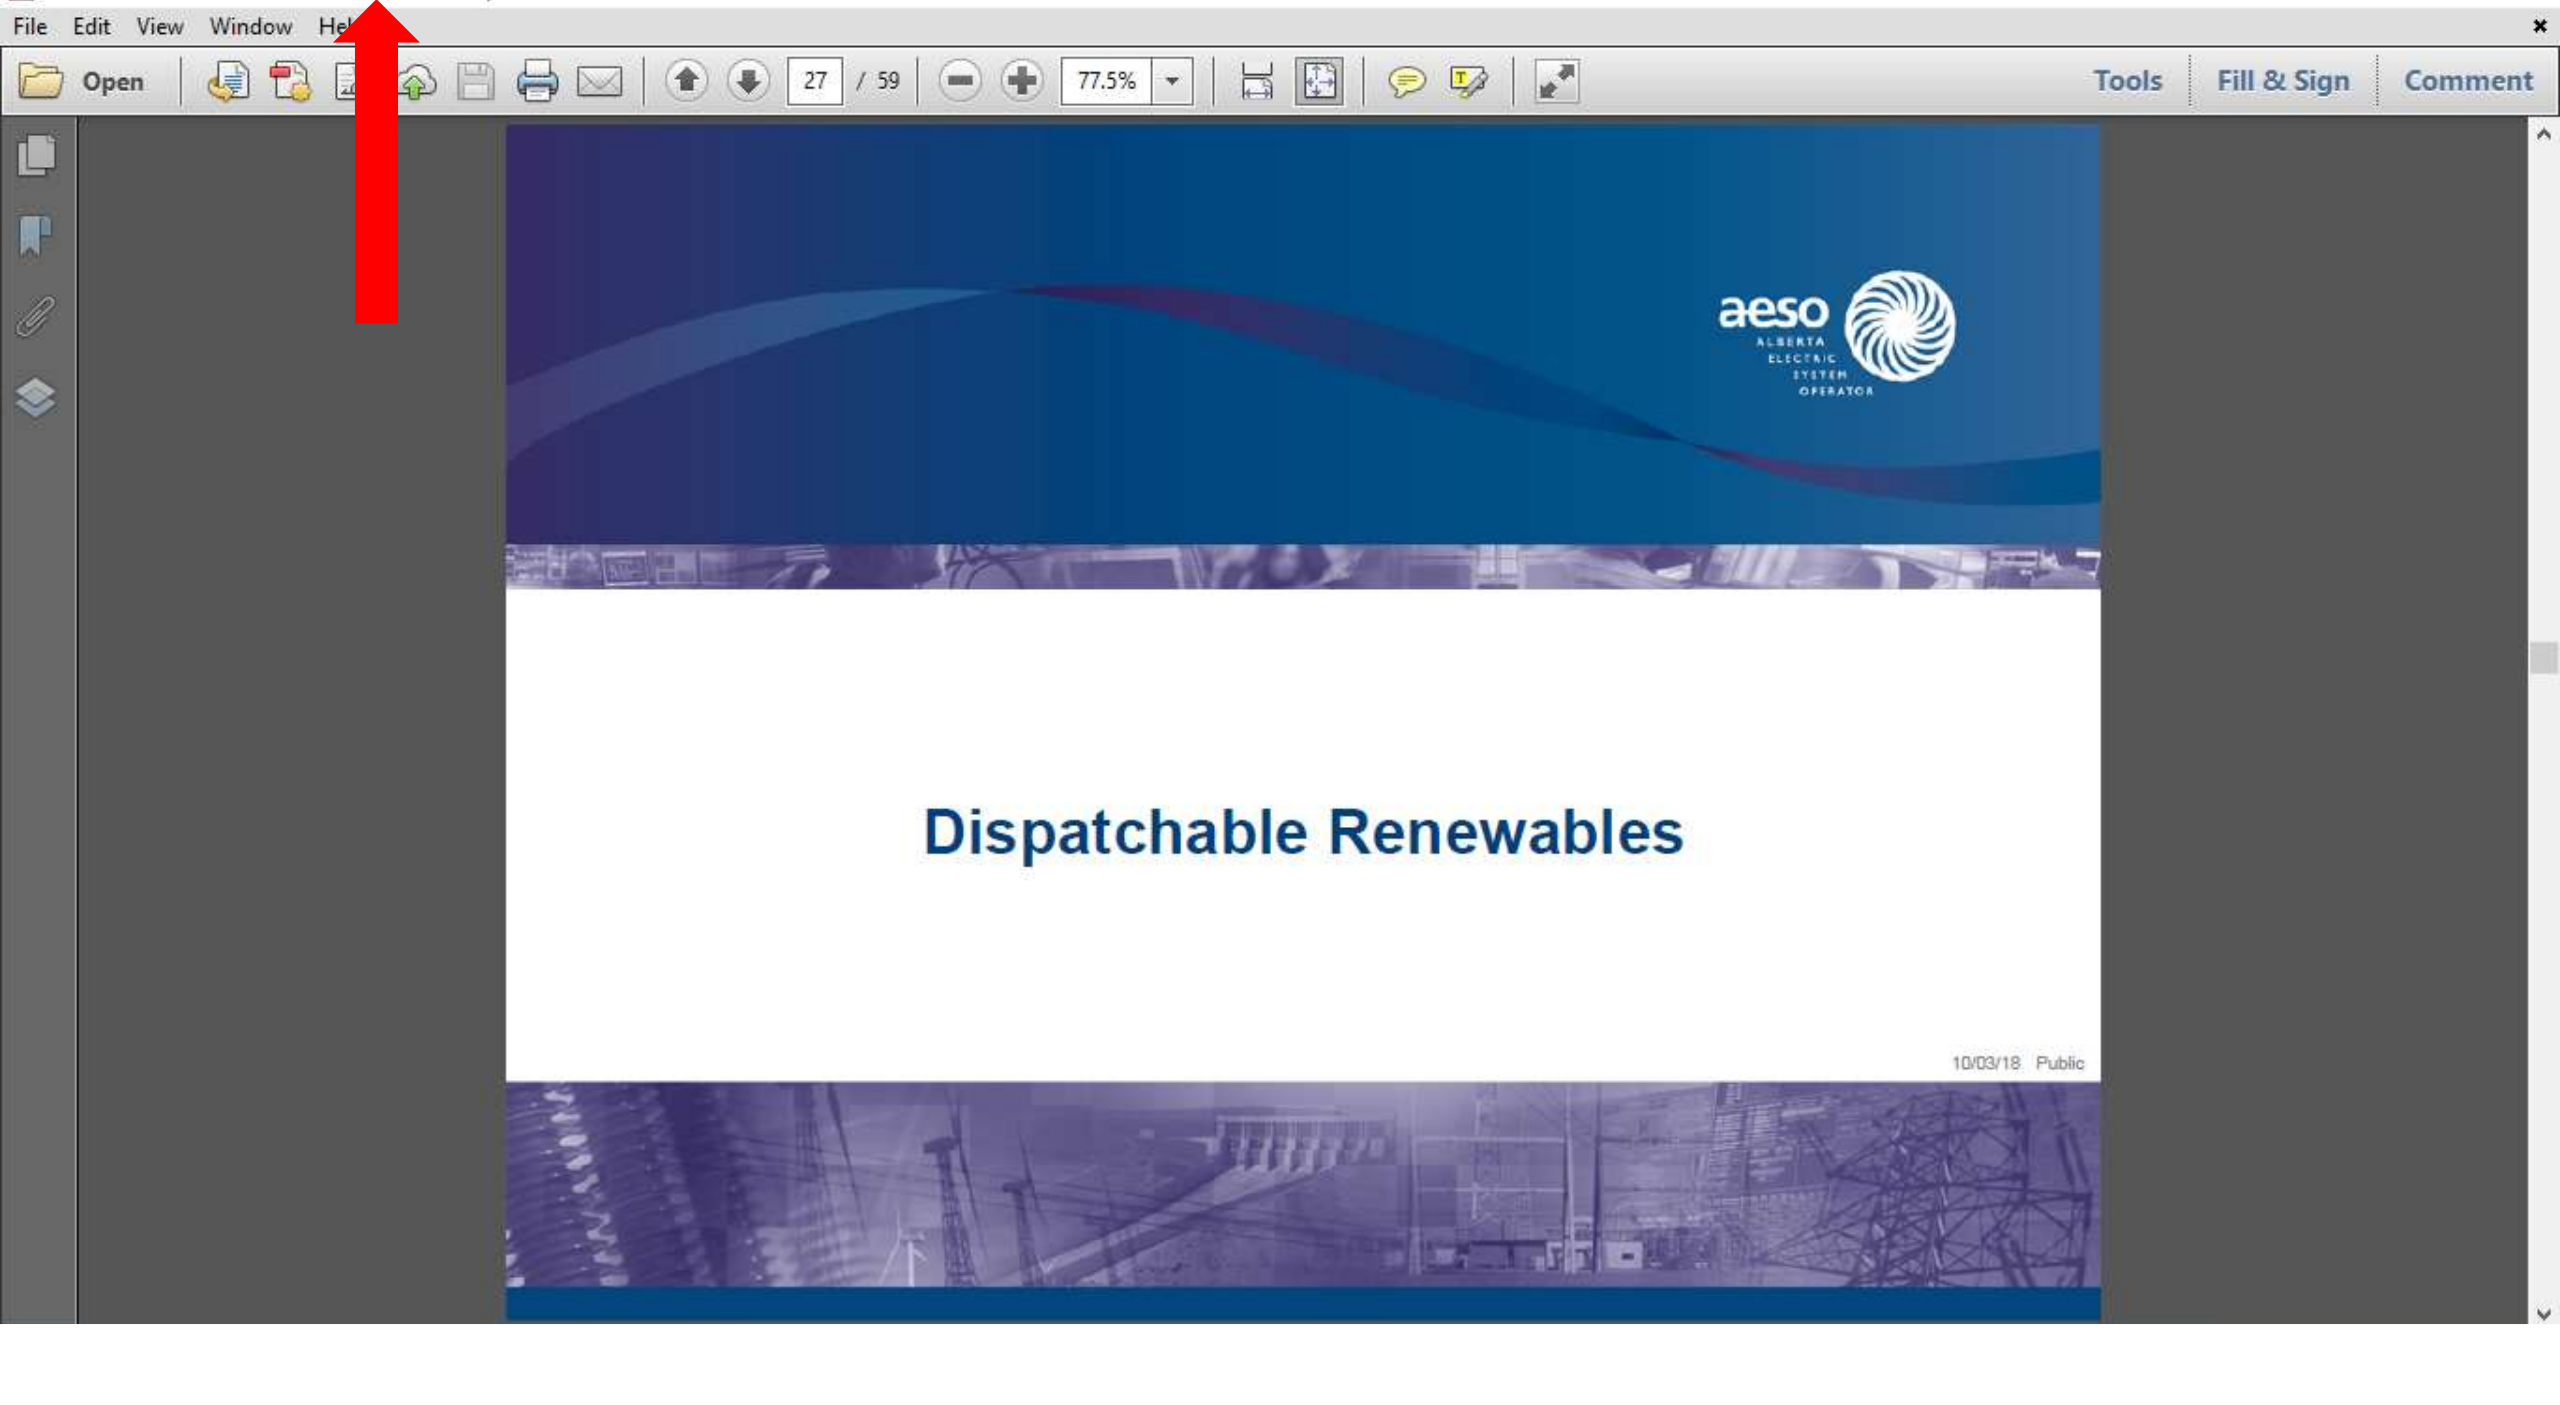 File Edit View Window
Open 27 / 59 77.5% Tools Fill & Sign Comment
aeso
ALBERTA
ELECTRIC
SYSTEM
OPERATOR
Dispatchable Renewables
10/03/18 Public